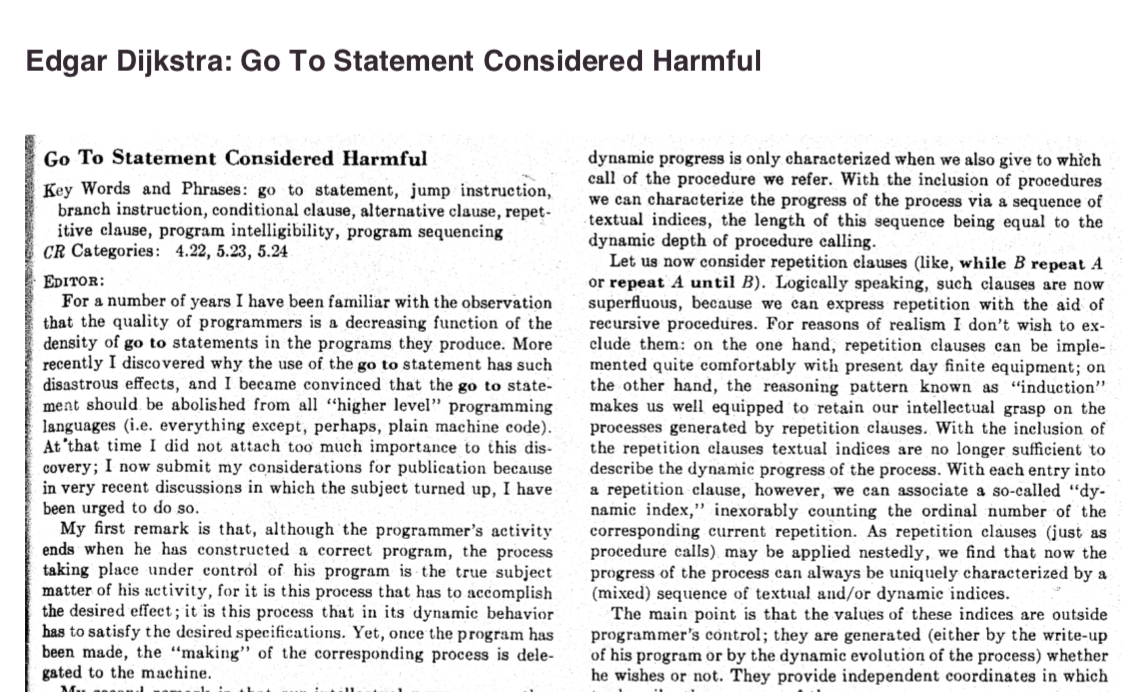 Edgar Dijkstra: Go To Statement Considered Harmful
Go To Statement Considered Harmful
Key Words and Phrases: go to statement, jump instruction,
branch instruction, conditional clause, alternative clause, repet-
itive clause, program intelligibility, program sequencing
CR Categories: 4.22, 5.23, 5.24
EDITOR:
For a number of years I have been familiar with the observation
that the quality of programmers is a decreasing function of the
density of go to statements in the programs they produce. More
recently I discovered why the use of the go to statement has such
disastrous effects, and I became convinced that the go to state-
ment should be abolished from all "higher level" programming
languages (i.e. everything except, perhaps, plain machine code).
At that time I did not attach too much importance to this dis-
covery; I now submit my considerations for publication because
in very recent discussions in which the subject turned up, I have
been urged to do so.
My first remark is that, although the programmer's activity
ends when he has constructed a correct program, the process
taking place under control of his program is the true subject
matter of his activity, for it is this process that has to accomplish
the desired effect; it is this process that in its dynamic behavior
has to satisfy the desired specifications. Yet, once the program has
been made, the "making" of the corresponding process is dele-
gated to the machine.
dynamic progress is only characterized when we also give to which
call of the procedure we refer. With the inclusion of procedures
we can characterize the progress of the process via a sequence of
textual indices, the length of this sequence being equal to the
dynamic depth of procedure calling.
Let us now consider repetition clauses (like, while B repeat A
or repeat A until B). Logically speaking, such clauses are now
superfluous, because we can express repetition with the aid of
recursive procedures. For reasons of realism I don't wish to ex-
clude them: on the one hand, repetition clauses can be imple-
mented quite comfortably with present day finite equipment; on
the other hand, the reasoning pattern known as "induction"
makes us well equipped to retain our intellectual grasp on the
processes generated by repetition clauses. With the inclusion of
the repetition clauses textual indices are no longer sufficient to
describe the dynamic progress of the process. With each entry into
a repetition clause, however, we can associate a so-called "dy-
namic index," inexorably counting the ordinal number of the
corresponding current repetition. As repetition clauses (just as
procedure calls) may be applied nestedly, we find that now the
progress of the process can always be uniquely characterized by a
(mixed) sequence of textual and/or dynamic indices.
The main point is that the values of these indices are outside
programmer's control; they are generated (either by the write-up
of his program or by the dynamic evolution of the process) whether
he wishes or not. They provide independent coordinates in which